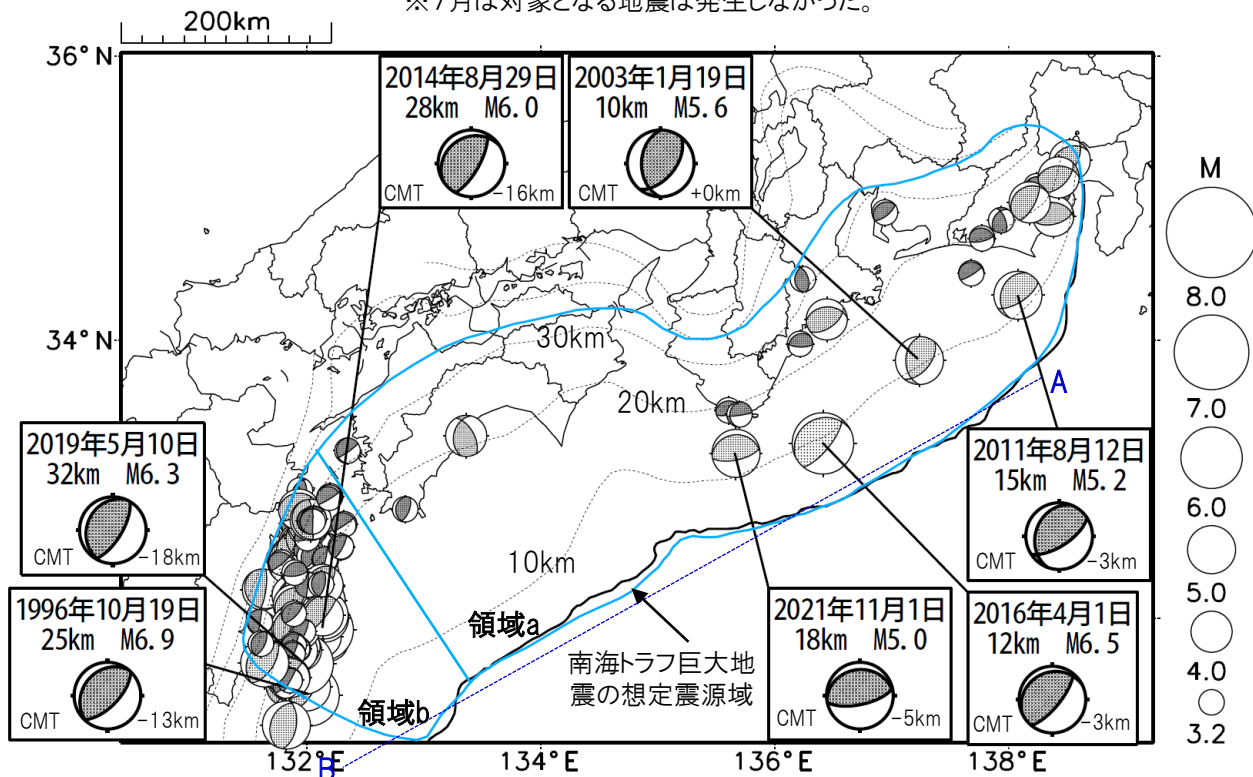 ※7月は対象となる地震は発生しなかった。
200km
36°N
34°N
2014年8月29日
28km M6.0
CMT
-16km
2003年1月19日
10km M5.6
CMT
+0km
M
8.0
7.0
6.0
5.0
4.0
3.2
30km
20km
10km
A
2019年5月10日
32km M6.3
CMT
-18km
2011年8月12日
15km M5.2
CMT
-3km
1996年10月19日
25km M6.9
CMT
-13km
領域a
領域b
南海トラフ巨大地
震の想定震源域
2021年11月1日
18km M5.0
CMT
-5km
2016年4月1日
12km M6.5
CMT
-3km
132°E
134°E
136°E
138°E
B